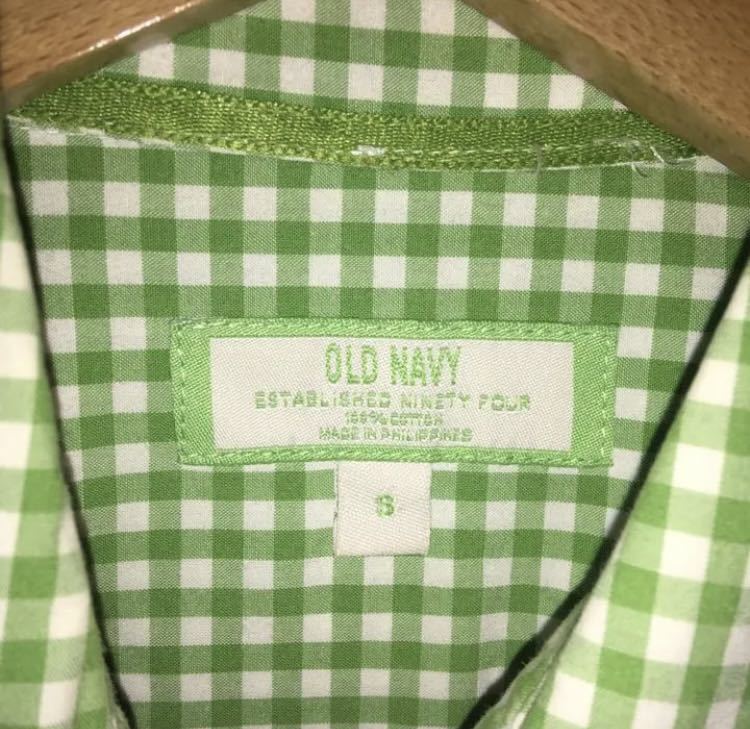 OLD NAVY
ESTABLISHED NINETY FOUR
100% COTTON
MADE IN PHILIPPINES
S